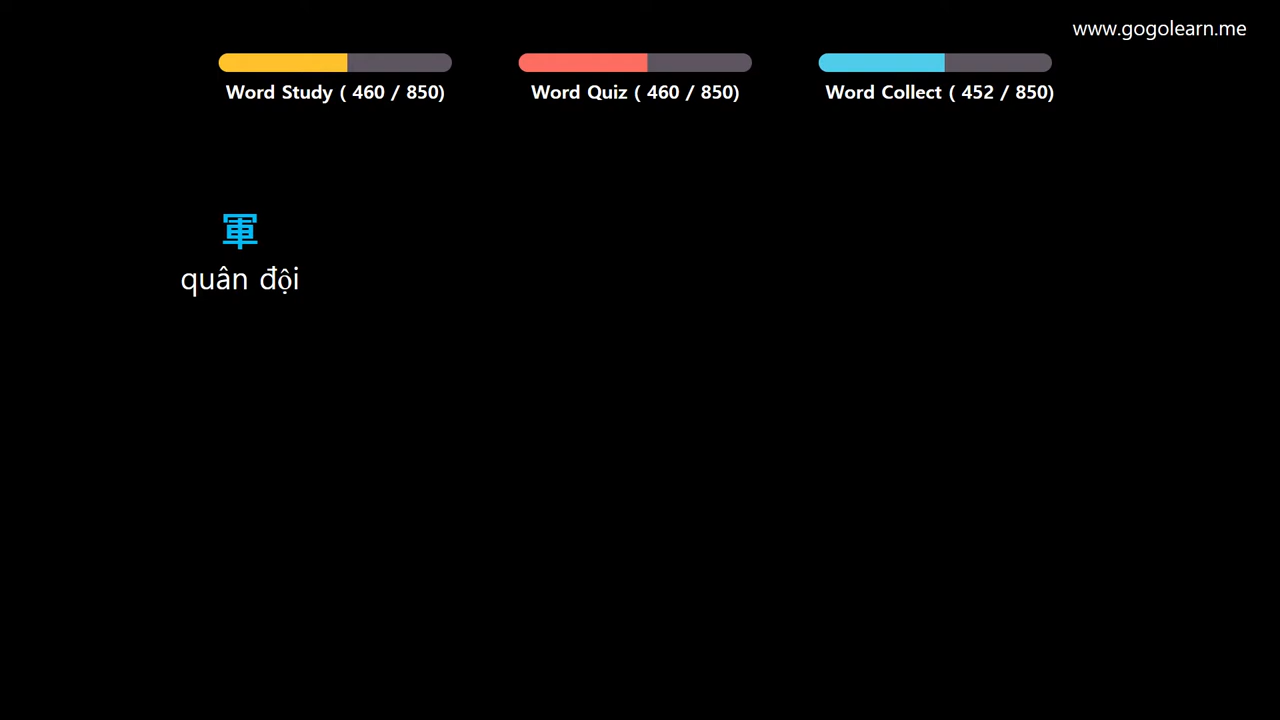 www.gogolearn.me
Word Study ( 460 / 850)
Word Quiz ( 460 / 850)
Word Collect ( 452 / 850)
軍
quân đội